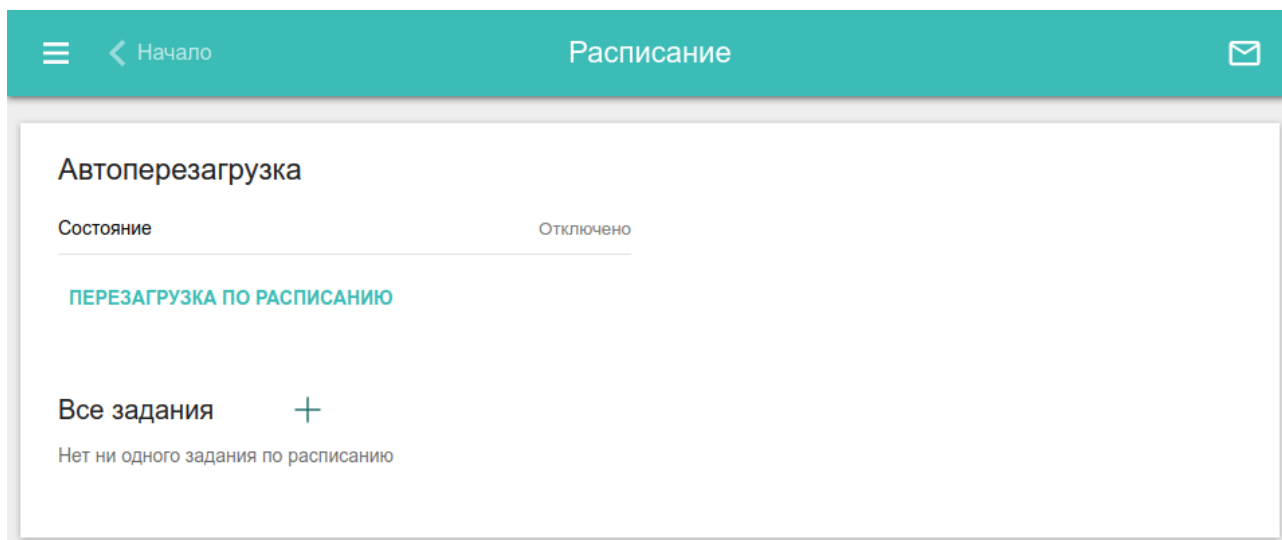 Начало
Расписание
Автоперезагрузка
Состояние Отключено
ПЕРЕЗАГРУЗКА ПО РАСПИСАНИЮ
Все задания
Нет ни одного задания по расписанию